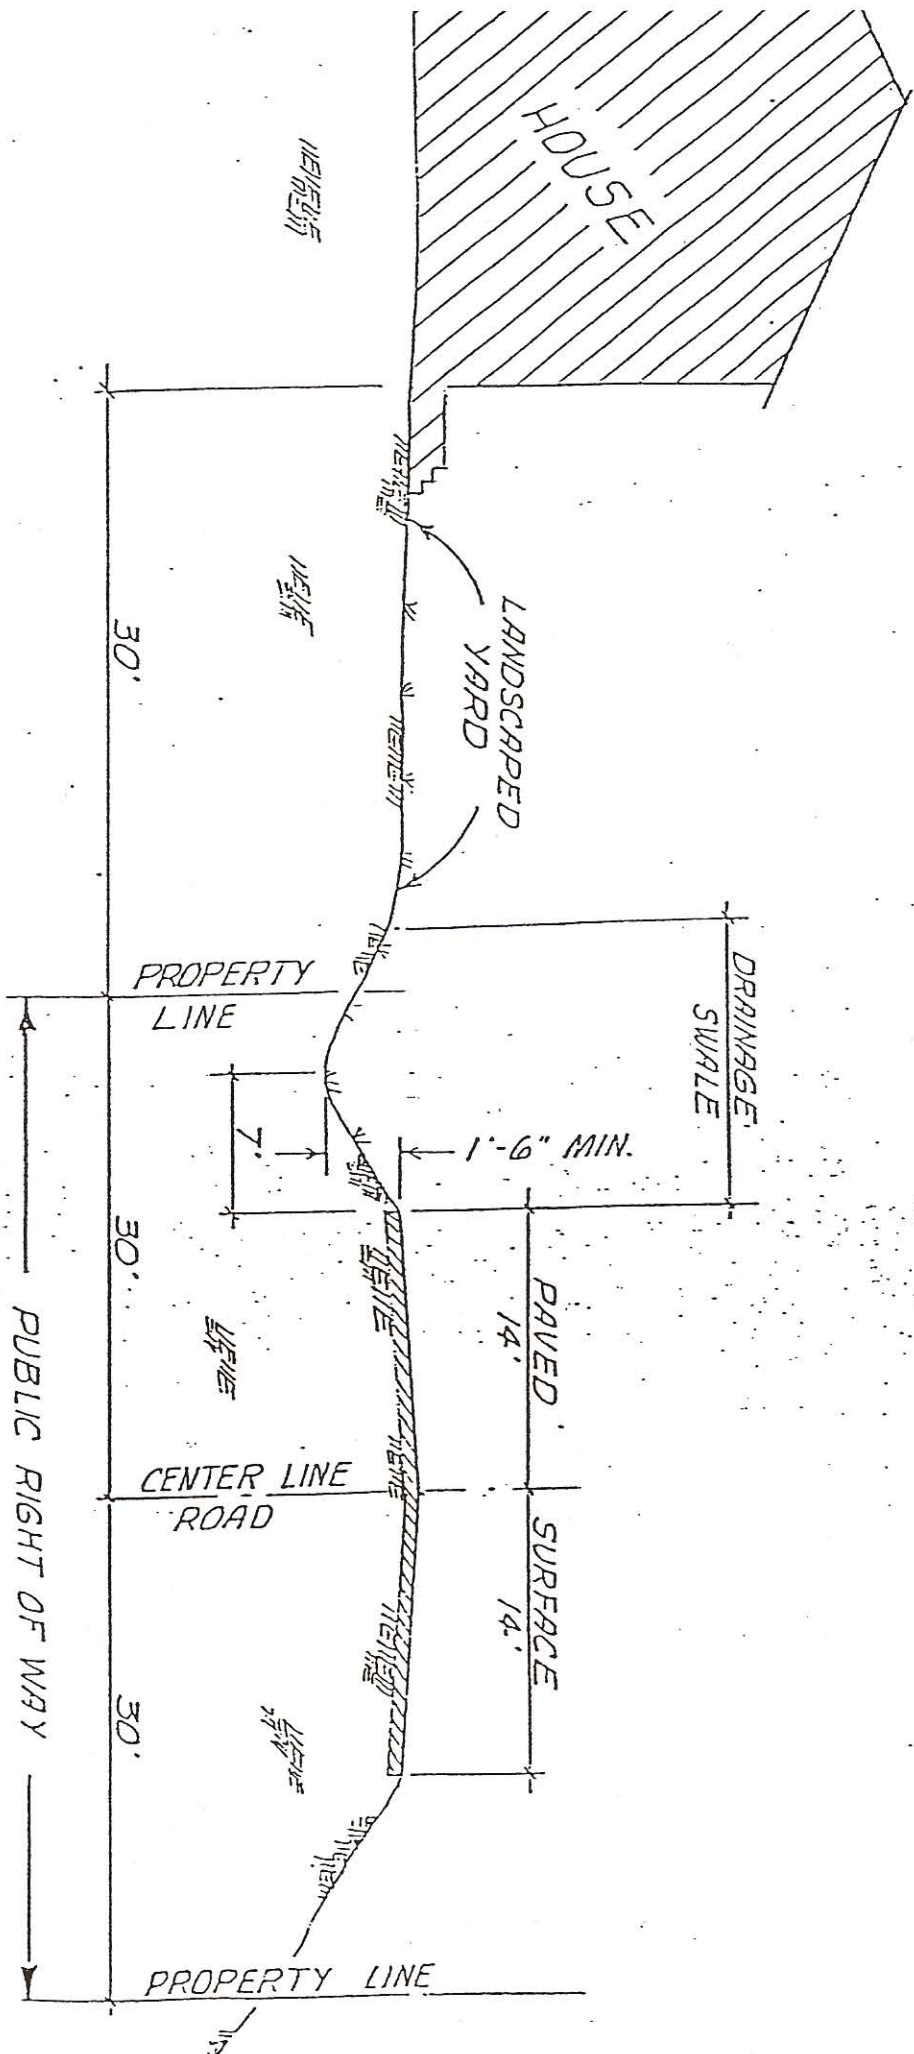 HOUSE
LANDSCAPED
YARD
DRAINAGE
SWALE
1'-6" MIN.
7'
PAVED
14'
SURFACE
14'
PROPERTY
LINE
CENTER LINE
ROAD
PROPERTY LINE
30'
30'
30'
PUBLIC RIGHT OF WAY